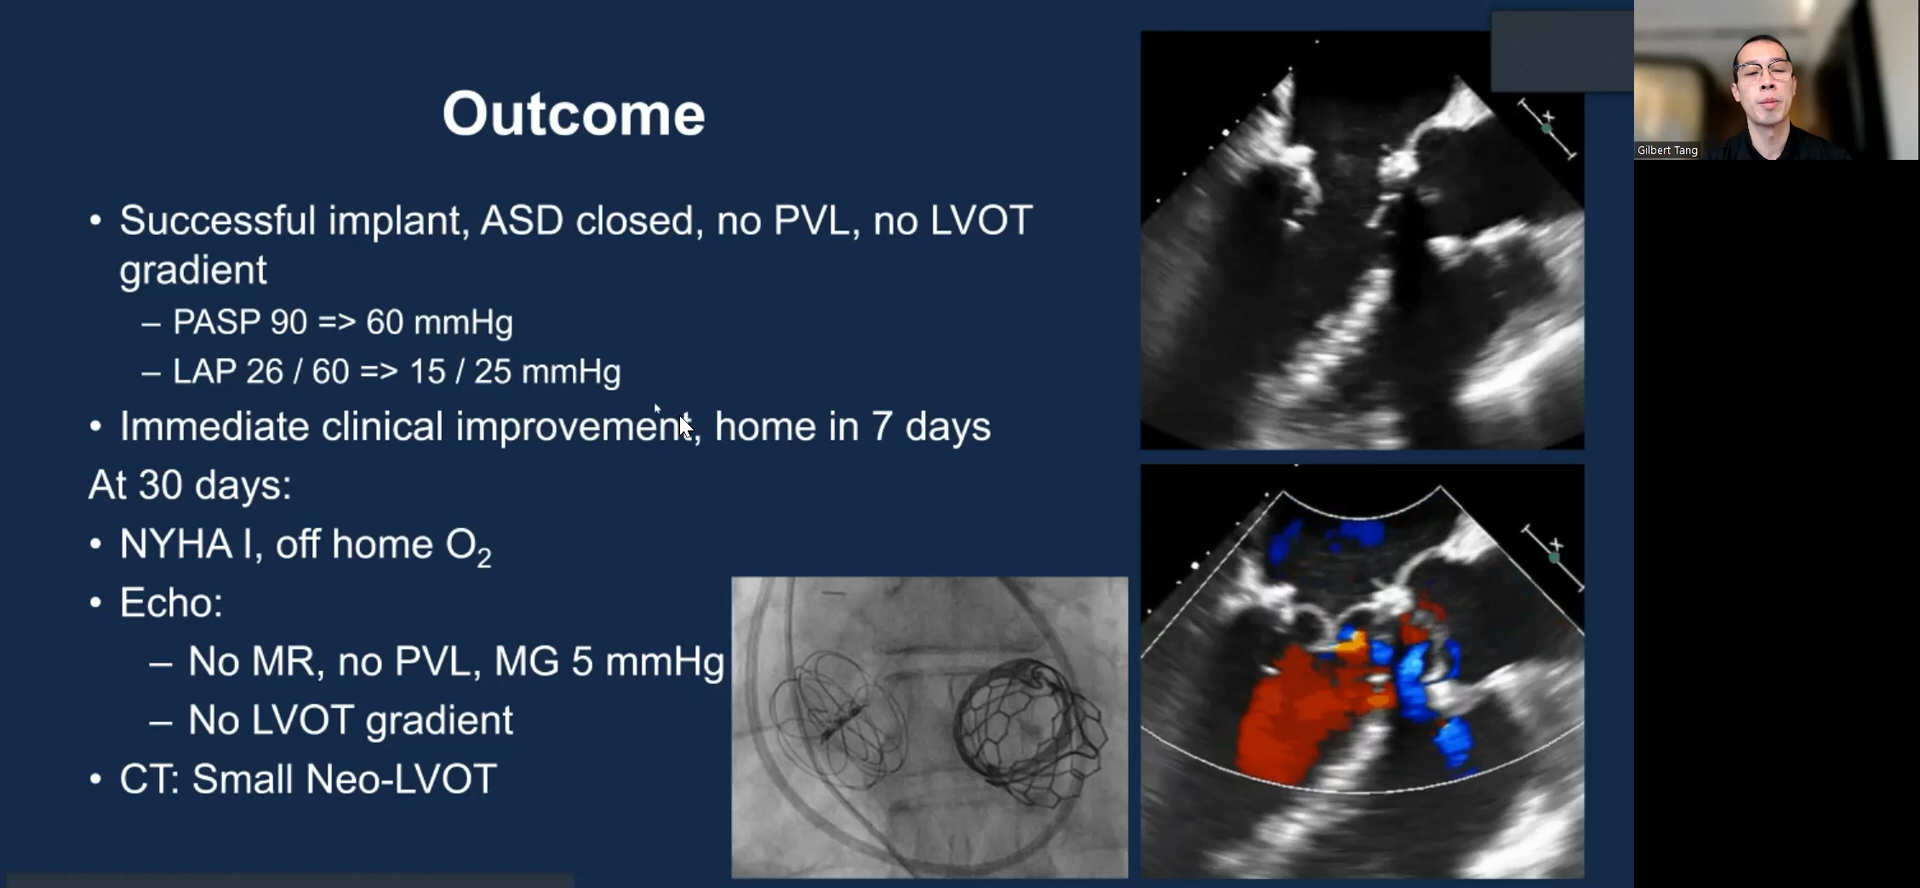 Outcome
• Successful implant, ASD closed, no PVL, no LVOT
gradient
– PASP 90 => 60 mmHg
– LAP 26 / 60 => 15 / 25 mmHg
• Immediate clinical improvement, home in 7 days
At 30 days:
• NYHA I, off home O₂
• Echo:
– No MR, no PVL, MG 5 mmHg
– No LVOT gradient
• CT: Small Neo-LVOT
Gilbert Tang